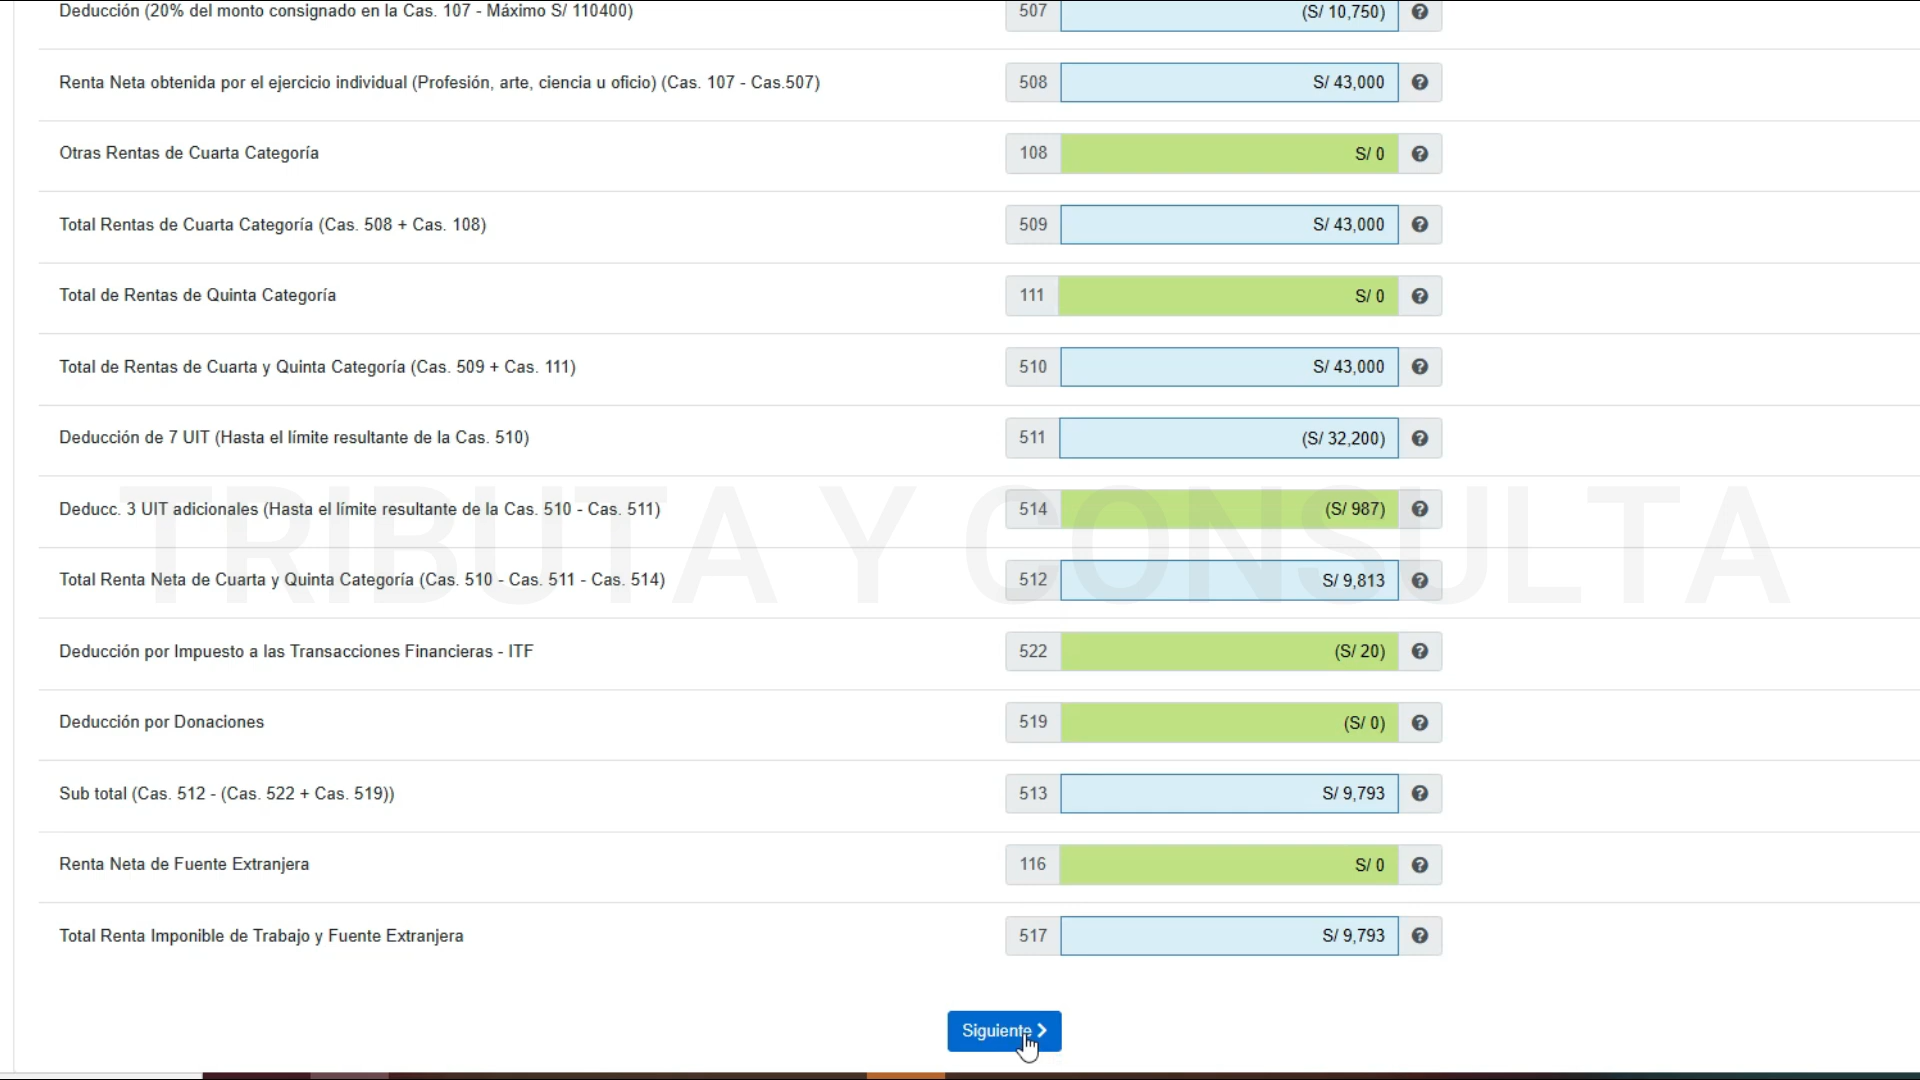 Deducción (20% del monto consignado en la Cas. 107 - Máximo S/ 110400) 507 (S/ 10,750)
Renta Neta obtenida por el ejercicio individual (Profesión, arte, ciencia u oficio) (Cas. 107 - Cas.507) 508 S/ 43,000
Otras Rentas de Cuarta Categoría 108 S/ 0
Total Rentas de Cuarta Categoría (Cas. 508 + Cas. 108) 509 S/ 43,000
Total de Rentas de Quinta Categoría 111 S/ 0
Total de Rentas de Cuarta y Quinta Categoría (Cas. 509 + Cas. 111) 510 S/ 43,000
Deducción de 7 UIT (Hasta el límite resultante de la Cas. 510) 511 (S/ 32,200)
Deducc. 3 UIT adicionales (Hasta el límite resultante de la Cas. 510 - Cas. 511) 514 (S/ 987)
TRIBUTA Y CONSULTA
Total Renta Neta de Cuarta y Quinta Categoría (Cas. 510 - Cas. 511 - Cas. 514) 512 S/ 9,813
Deducción por Impuesto a las Transacciones Financieras - ITF 522 (S/ 20)
Deducción por Donaciones 519 (S/ 0)
Sub total (Cas. 512 - (Cas. 522 + Cas. 519)) 513 S/ 9,793
Renta Neta de Fuente Extranjera 116 S/ 0
Total Renta Imponible de Trabajo y Fuente Extranjera 517 S/ 9,793
Siguiente